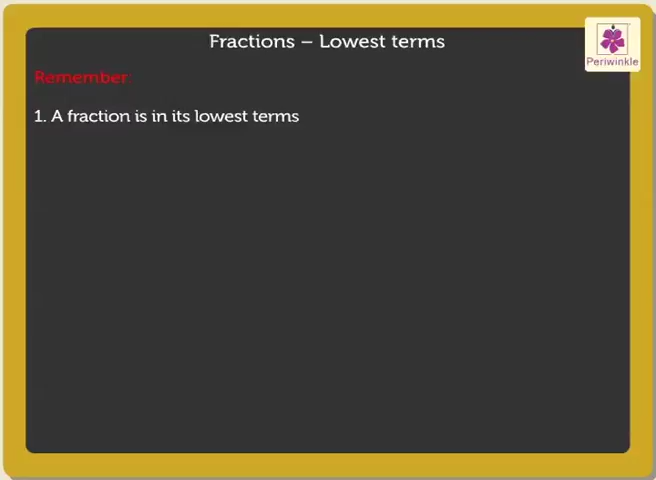 Fractions – Lowest terms
Periwinkle
Remember
1. A fraction is in its lowest terms